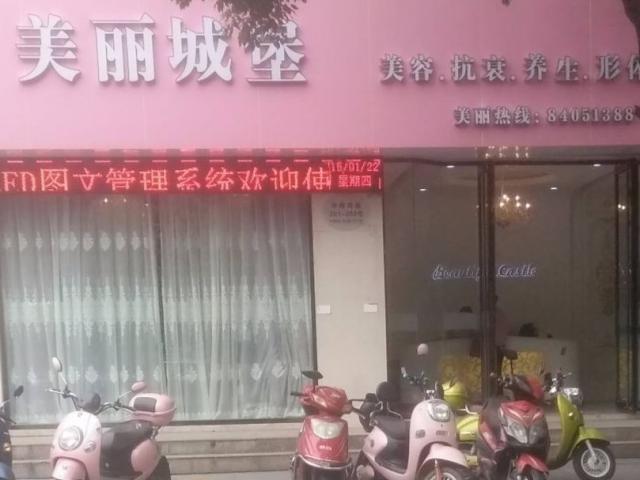 美丽城堡
美容.抗衰.养生.形体
美丽热线:84051388
ED图文管理系统欢迎使
16/01/22
星期四
Beauty Castle